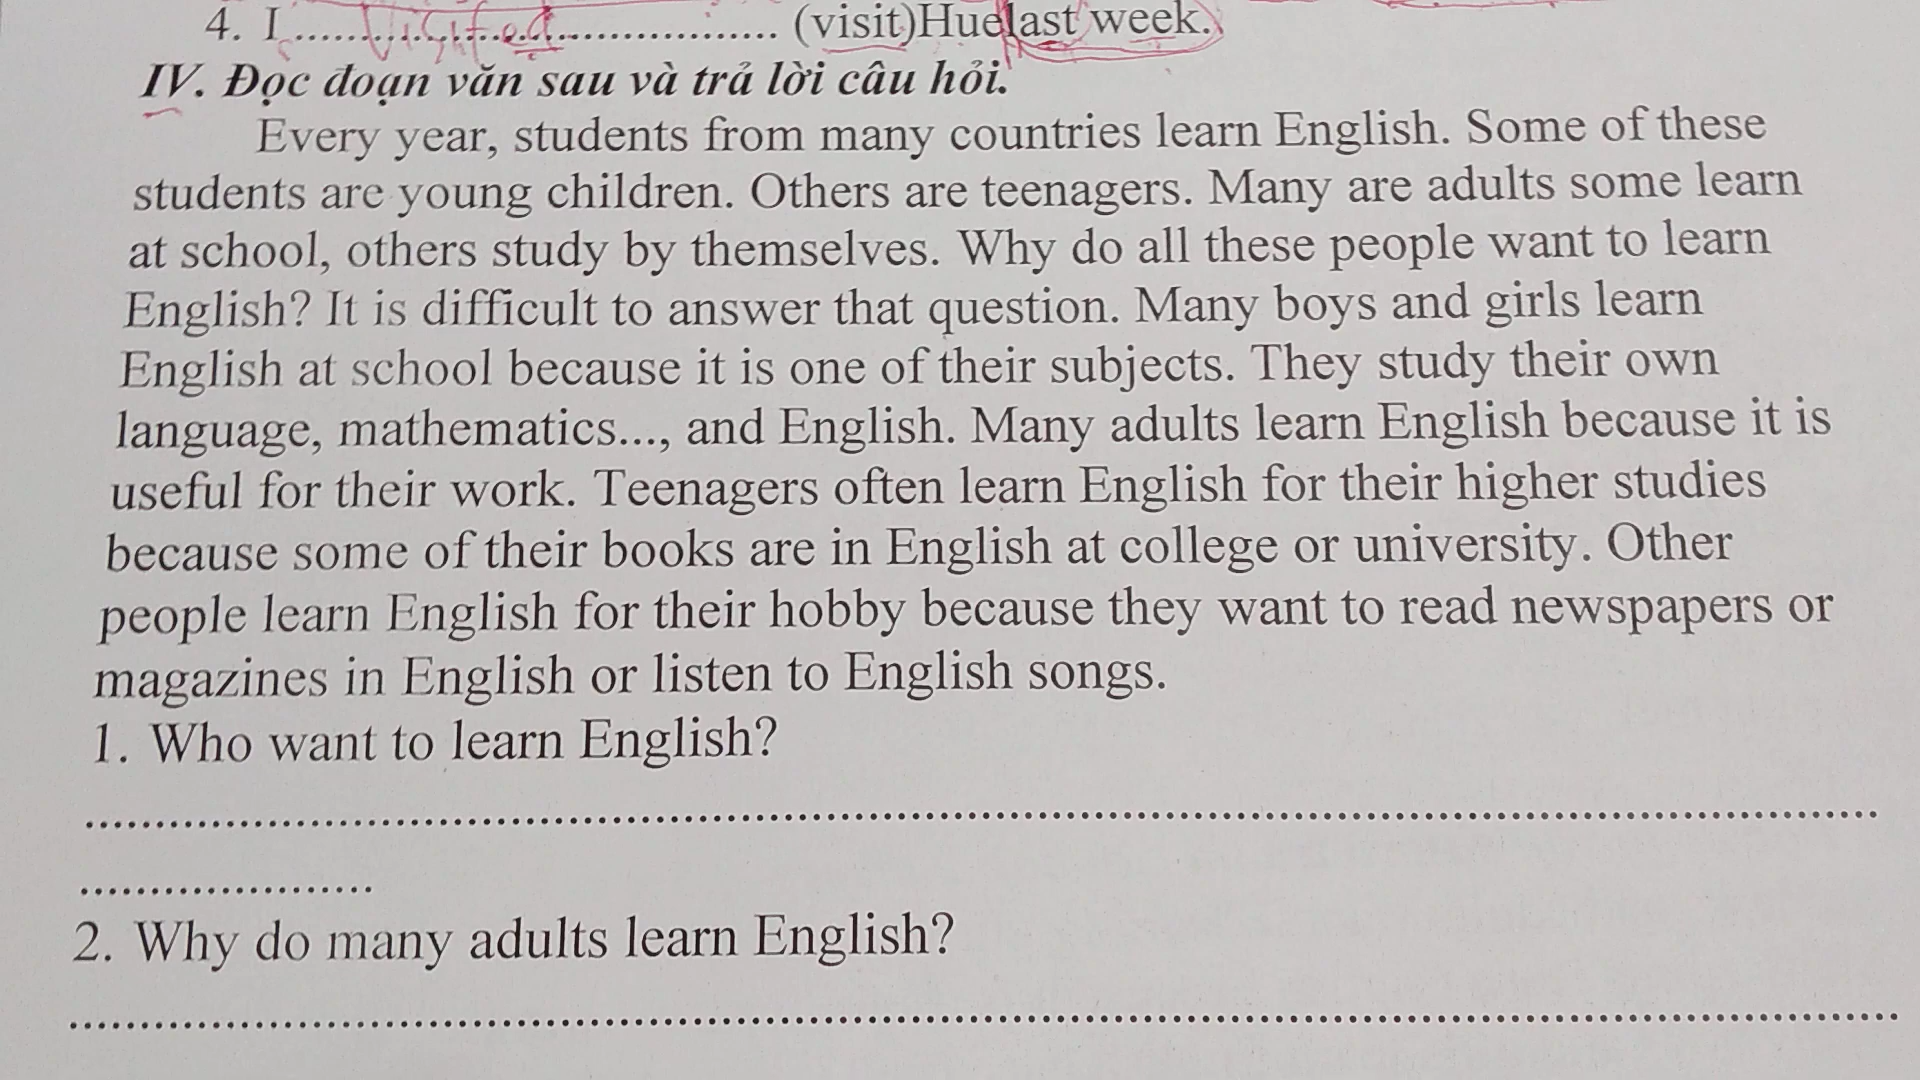 4. I ......visited.................... (visit)Hue last week.
IV. Đọc đoạn văn sau và trả lời câu hỏi.
Every year, students from many countries learn English. Some of these
students are young children. Others are teenagers. Many are adults some learn
at school, others study by themselves. Why do all these people want to learn
English? It is difficult to answer that question. Many boys and girls learn
English at school because it is one of their subjects. They study their own
language, mathematics..., and English. Many adults learn English because it is
useful for their work. Teenagers often learn English for their higher studies
because some of their books are in English at college or university. Other
people learn English for their hobby because they want to read newspapers or
magazines in English or listen to English songs.
1. Who want to learn English?
2. Why do many adults learn English?